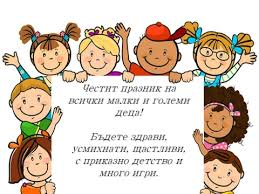 Честит празник на
всички малки и големи
деца!
Бъдете здрави,
усмихнати, щастливи,
с приказно детство и
много игри.